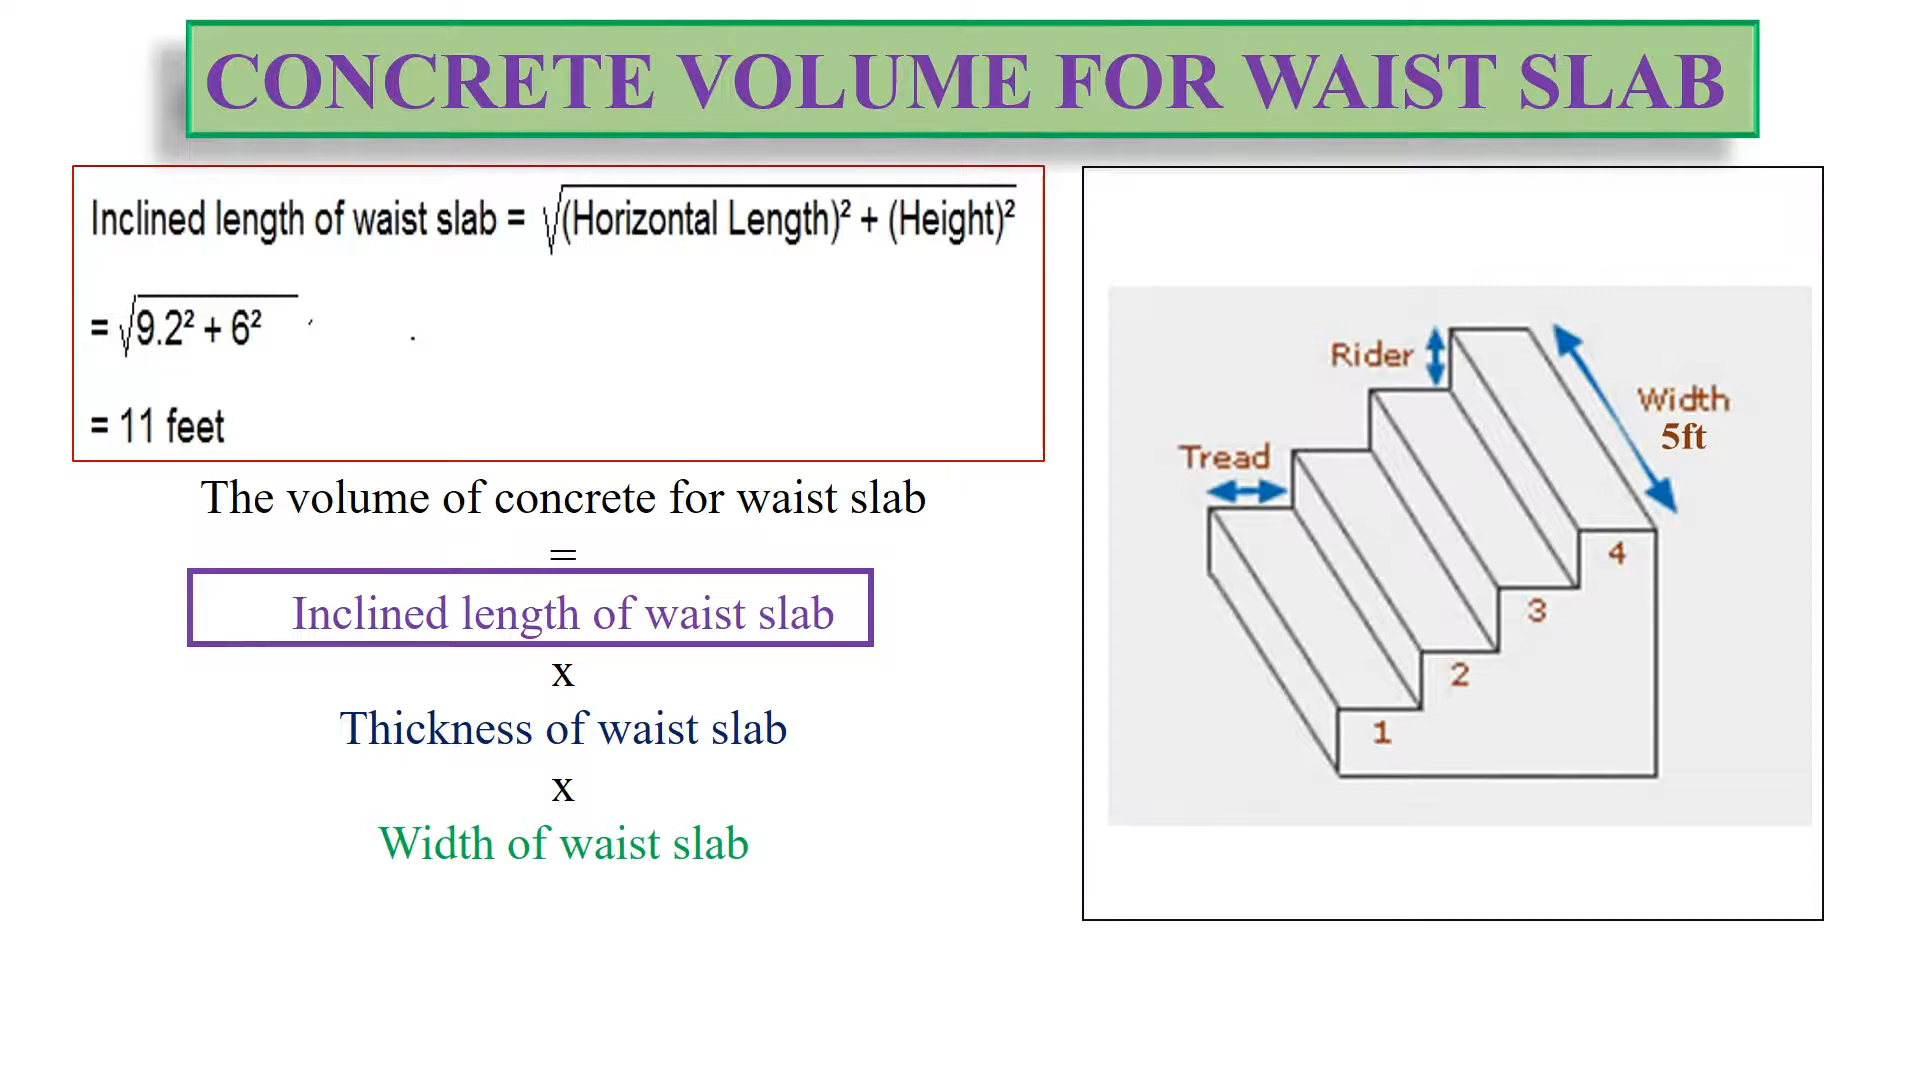 CONCRETE VOLUME FOR WAIST SLAB
Inclined length of waist slab = √(Horizontal Length)² + (Height)²
= √9.2² + 6²
= 11 feet
The volume of concrete for waist slab
=
Inclined length of waist slab
x
Thickness of waist slab
x
Width of waist slab
Rider
Width
5ft
Tread
4
3
2
1